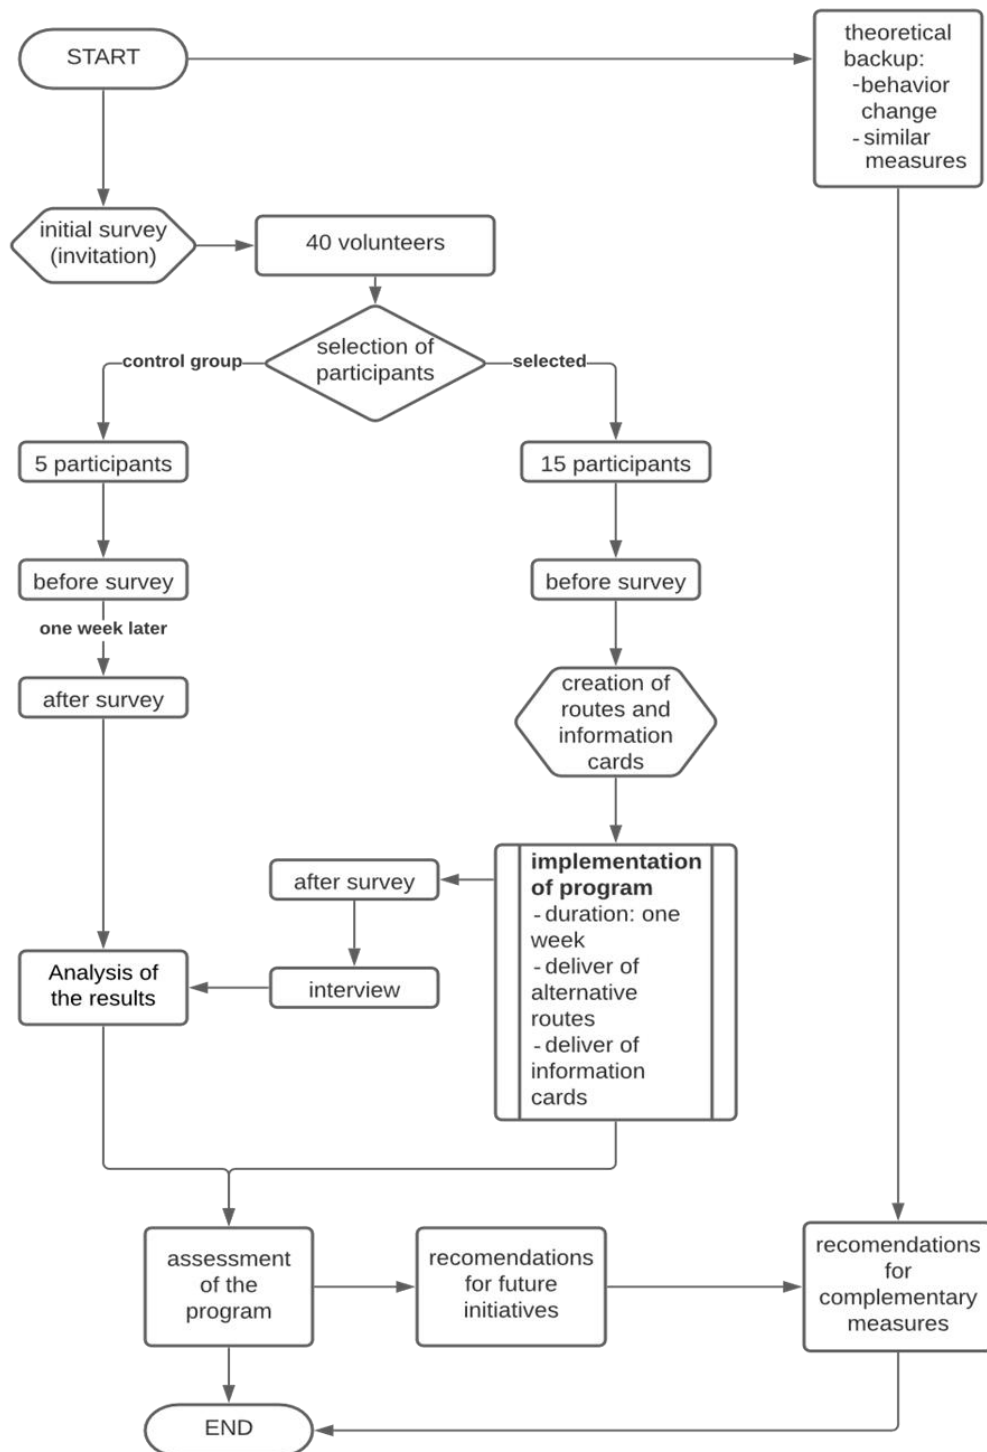 START
theoretical
backup:
-behavior
change
- similar
measures
initial survey
(invitation)
40 volunteers
selection of
participants
control group
selected
5 participants
15 participants
before survey
before survey
one week later
after survey
creation of
routes and
information
cards
implementation
of program
- duration: one
week
- deliver of
alternative
routes
- deliver of
information
cards
after survey
interview
Analysis of
the results
assessment
of the
program
recomendations
for future
initiatives
recomendations
for
complementary
measures
END